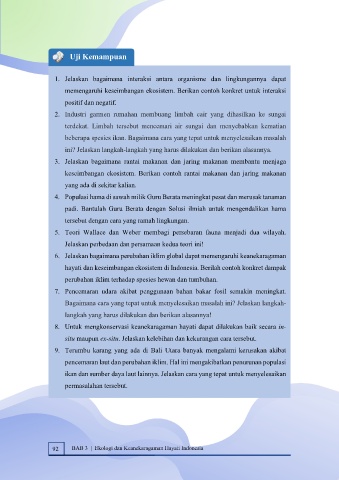 Uji Kemampuan
1. Jelaskan bagaimana interaksi antara organisme dan lingkungannya dapat
memengaruhi keseimbangan ekosistem. Berikan contoh konkret untuk interaksi
positif dan negatif.
2. Industri garmen rumahan membuang limbah cair yang dihasilkan ke sungai
terdekat. Limbah tersebut mencemari air sungai dan menyebabkan kematian
beberapa spesies ikan. Bagaimana cara yang tepat untuk menyelesaikan masalah
ini? Jelaskan langkah-langkah yang harus dilakukan dan berikan alasannya.
3. Jelaskan bagaimana rantai makanan dan jaring makanan membantu menjaga
keseimbangan ekosistem. Berikan contoh rantai makanan dan jaring makanan
yang ada di sekitar kalian.
4. Populasi hama di sawah milik Guru Berata meningkat pesat dan merusak tanaman
padi. Bantulah Guru Berata dengan Solusi ilmiah untuk mengendalikan hama
tersebut dengan cara yang ramah lingkungan.
5. Teori Wallace dan Weber membagi persebaran fauna menjadi dua wilayah.
Jelaskan perbedaan dan persamaan kedua teori ini!
6. Jelaskan bagaimana perubahan iklim global dapat memengaruhi keanekaragaman
hayati dan keseimbangan ekosistem di Indonesia. Berilah contoh konkret dampak
perubahan iklim terhadap spesies hewan dan tumbuhan.
7. Pencemaran udara akibat penggunaan bahan bakar fosil semakin meningkat.
Bagaimana cara yang tepat untuk menyelesaikan masalah ini? Jelaskan langkah-
langkah yang harus dilakukan dan berikan alasannya!
8. Untuk mengkonservasi keanekaragaman hayati dapat dilakukan baik secara in-
situ maupun ex-situ. Jelaskan kelebihan dan kekurangan cara tersebut.
9. Terumbu karang yang ada di Bali Utara banyak mengalami kerusakan akibat
pencemaran laut dan perubahan iklim. Hal ini mengakibatkan penurunan populasi
ikan dan sumber daya laut lainnya. Jelaskan cara yang tepat untuk menyelesaikan
permasalahan tersebut.
92 BAB 3 | Ekologi dan Keanekaragaman Hayati Indonesia